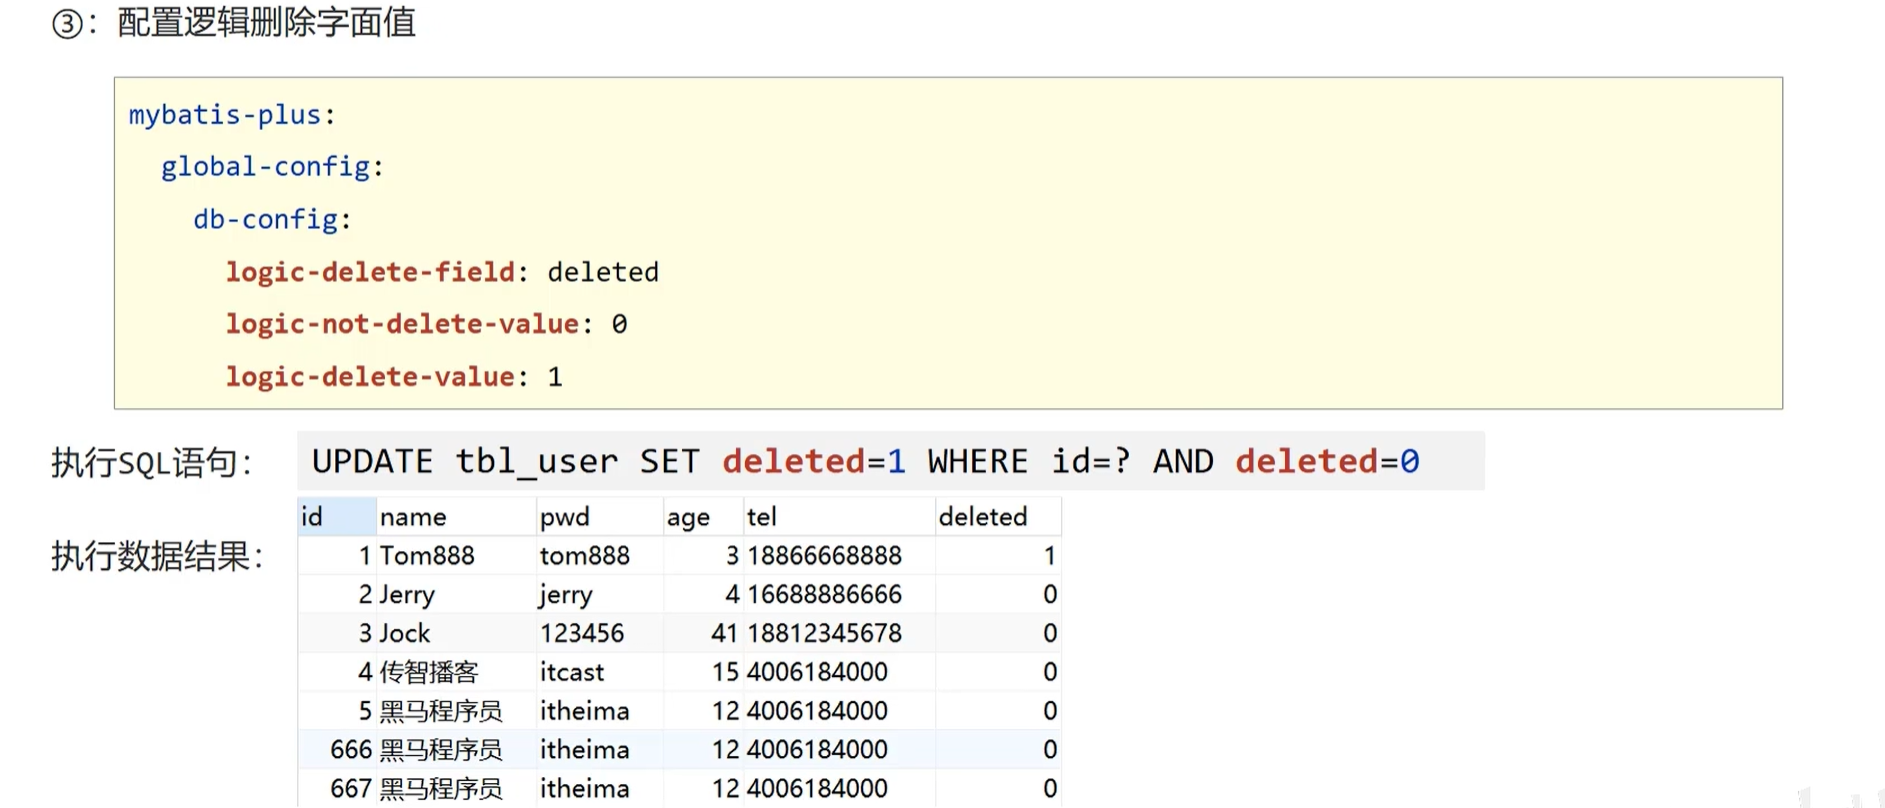 ③：配置逻辑删除字面值
mybatis-plus:
global-config:
db-config:
logic-delete-field: deleted
logic-not-delete-value: 0
logic-delete-value: 1
执行SQL语句： UPDATE tbl_user SET deleted=1 WHERE id=? AND deleted=0
执行数据结果：
id name pwd age tel deleted
1 Tom888 tom888 3 18866668888 1
2 Jerry jerry 4 16688886666 0
3 Jock 123456 41 18812345678 0
4 传智播客 itcast 15 4006184000 0
5 黑马程序员 itheima 12 4006184000 0
666 黑马程序员 itheima 12 4006184000 0
667 黑马程序员 itheima 12 4006184000 0